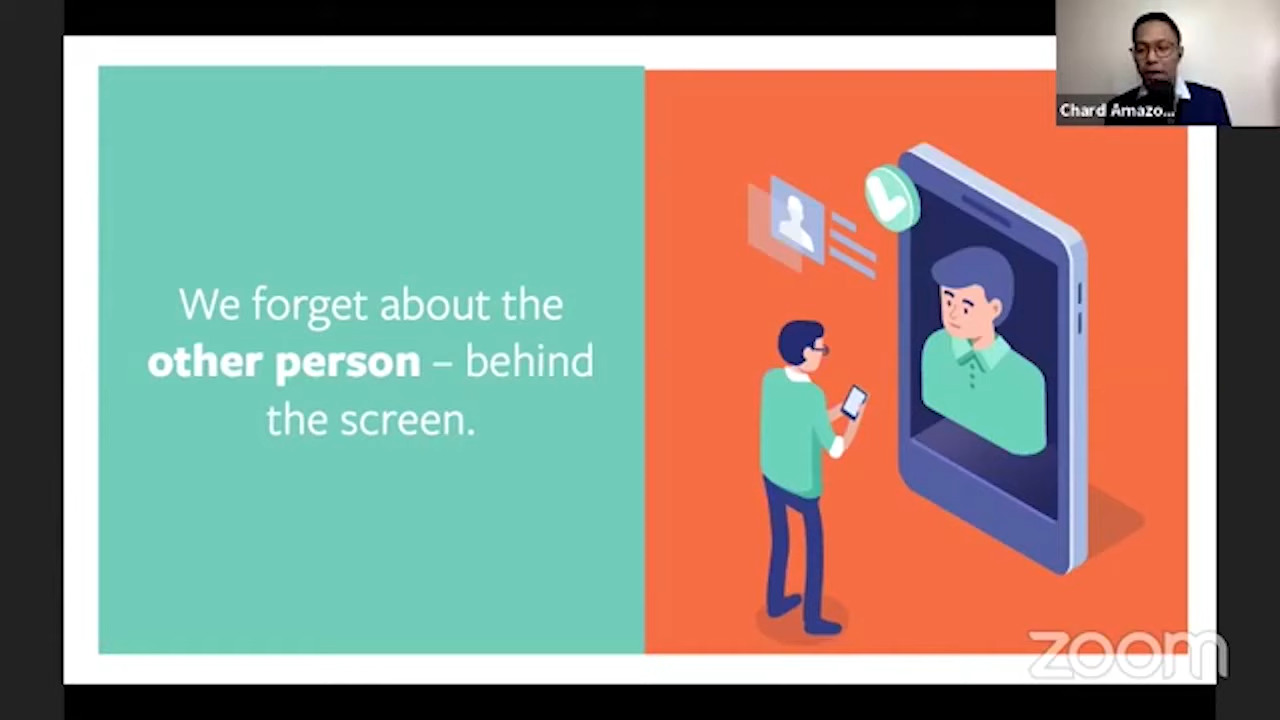 Chard Amazo...
We forget about the
other person – behind
the screen.
zoom